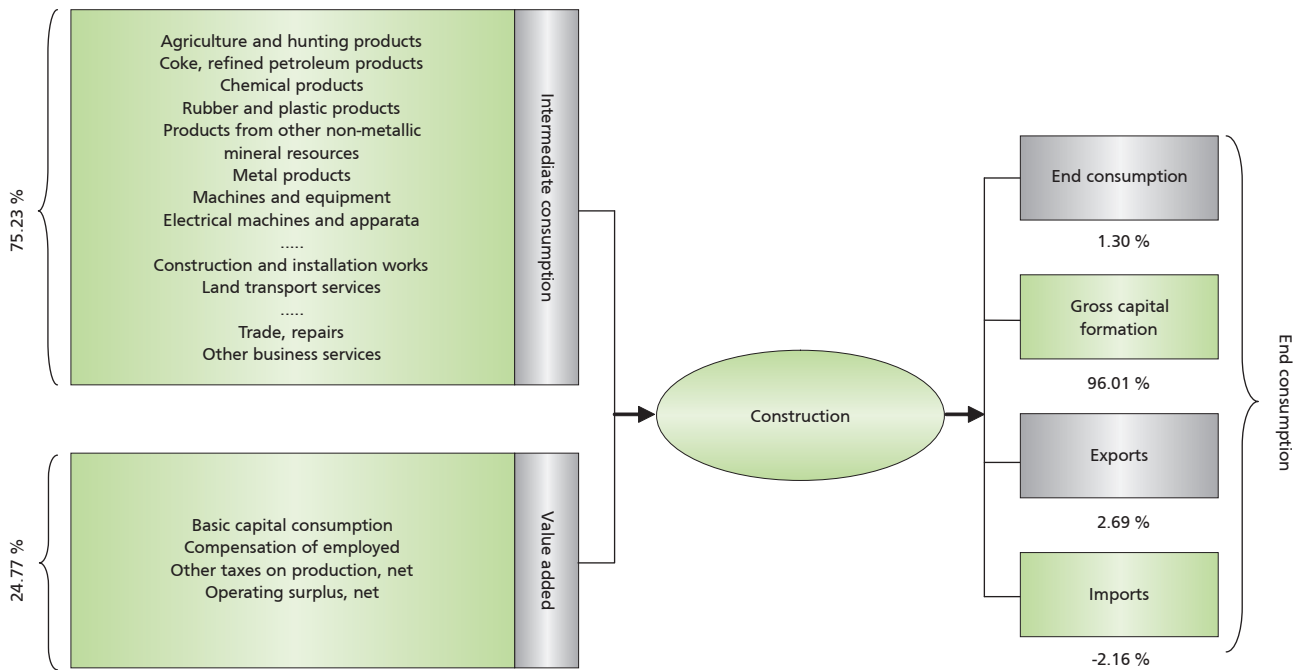 75.23 %
Agriculture and hunting products
Coke, refined petroleum products
Chemical products
Rubber and plastic products
Products from other non-metallic
mineral resources
Metal products
Machines and equipment
Electrical machines and apparata
.....
Construction and installation works
Land transport services
.....
Trade, repairs
Other business services
Intermediate consumption
24.77 %
Basic capital consumption
Compensation of employed
Other taxes on production, net
Operating surplus, net
Value added
Construction
End consumption
1.30 %
Gross capital
formation
96.01 %
Exports
2.69 %
Imports
-2.16 %
End consumption